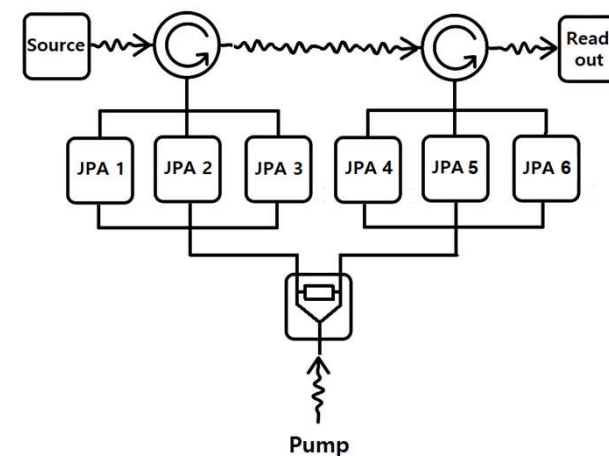 Source
Read
out
JPA 1
JPA 2
JPA 3
JPA 4
JPA 5
JPA 6
Pump